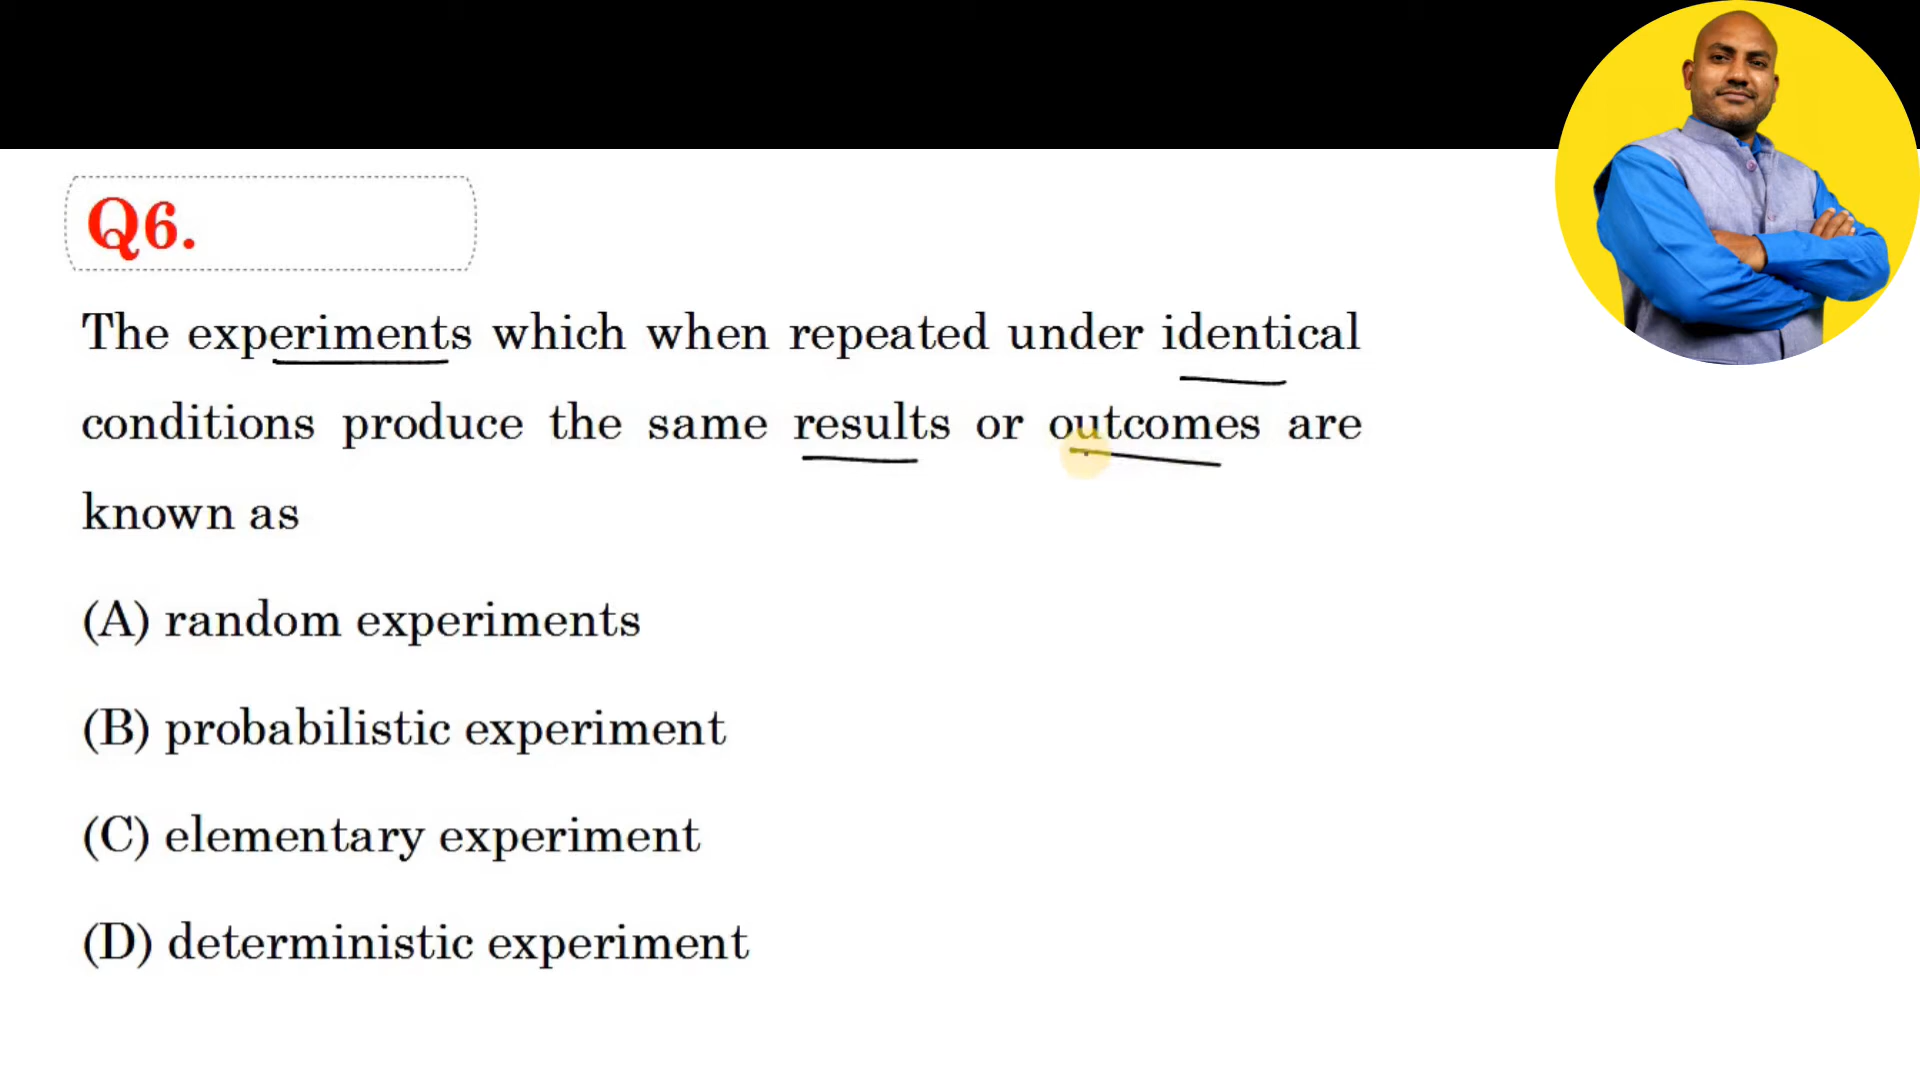 Q6.
The experiments which when repeated under identical
conditions produce the same results or outcomes are
known as
(A) random experiments
(B) probabilistic experiment
(C) elementary experiment
(D) deterministic experiment